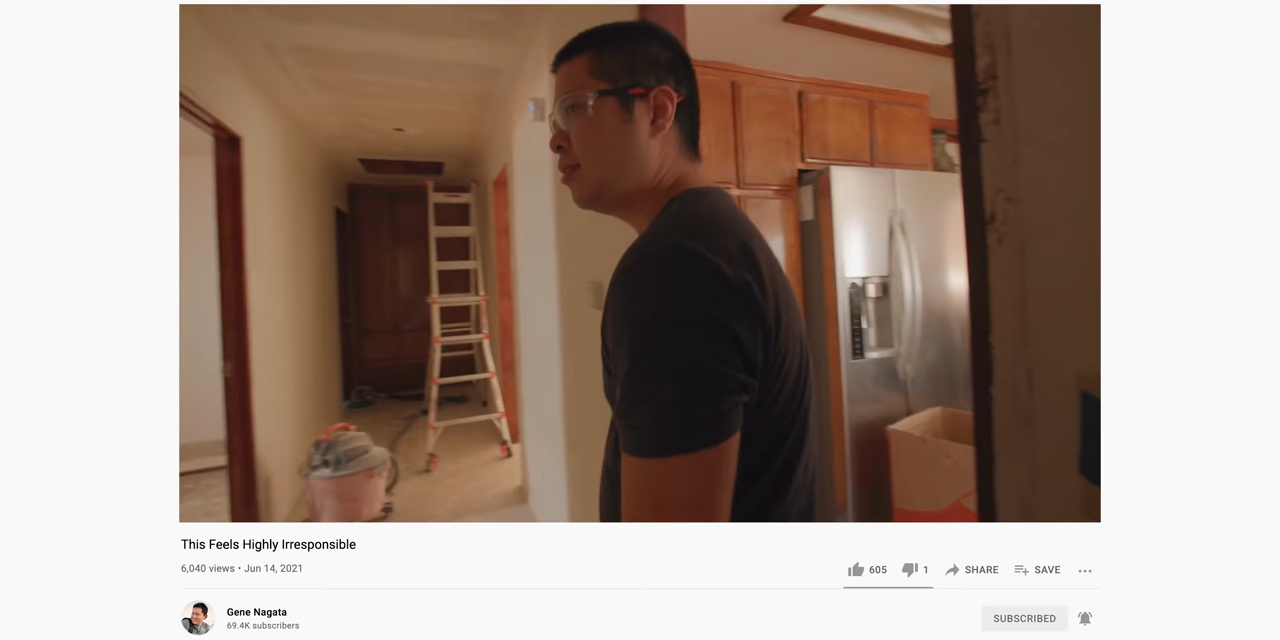 This Feels Highly Irresponsible
6,040 views • Jun 14, 2021
605
1
SHARE
SAVE
Gene Nagata
69.4K subscribers
SUBSCRIBED